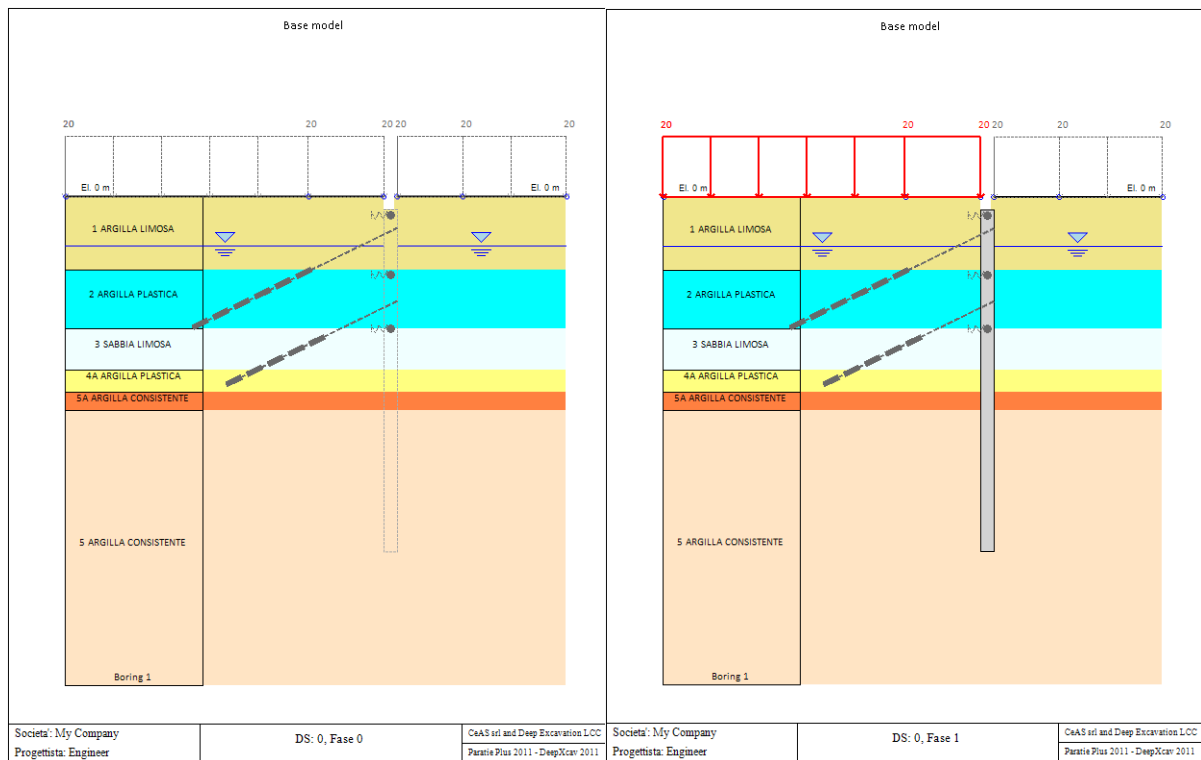 Base model
20 20 20 20 20 20
El. 0 m
1 ARGILLA LIMOSA
2 ARGILLA PLASTICA
3 SABBIA LIMOSA
4A ARGILLA PLASTICA
5A ARGILLA CONSISTENTE
5 ARGILLA CONSISTENTE
Boring 1
Societa': My Company
Progettista: Engineer
DS: 0, Fase 0
CeAS srl and Deep Excavation LCC
Paratie Plus 2011 - DeepXcav 2011
Base model
20 20 20 20 20 20
El. 0 m El. 0 m
1 ARGILLA LIMOSA
2 ARGILLA PLASTICA
3 SABBIA LIMOSA
4A ARGILLA PLASTICA
5A ARGILLA CONSISTENTE
5 ARGILLA CONSISTENTE
Boring 1
Societa': My Company
Progettista: Engineer
DS: 0, Fase 1
CeAS srl and Deep Excavation LCC
Paratie Plus 2011 - DeepXcav 2011